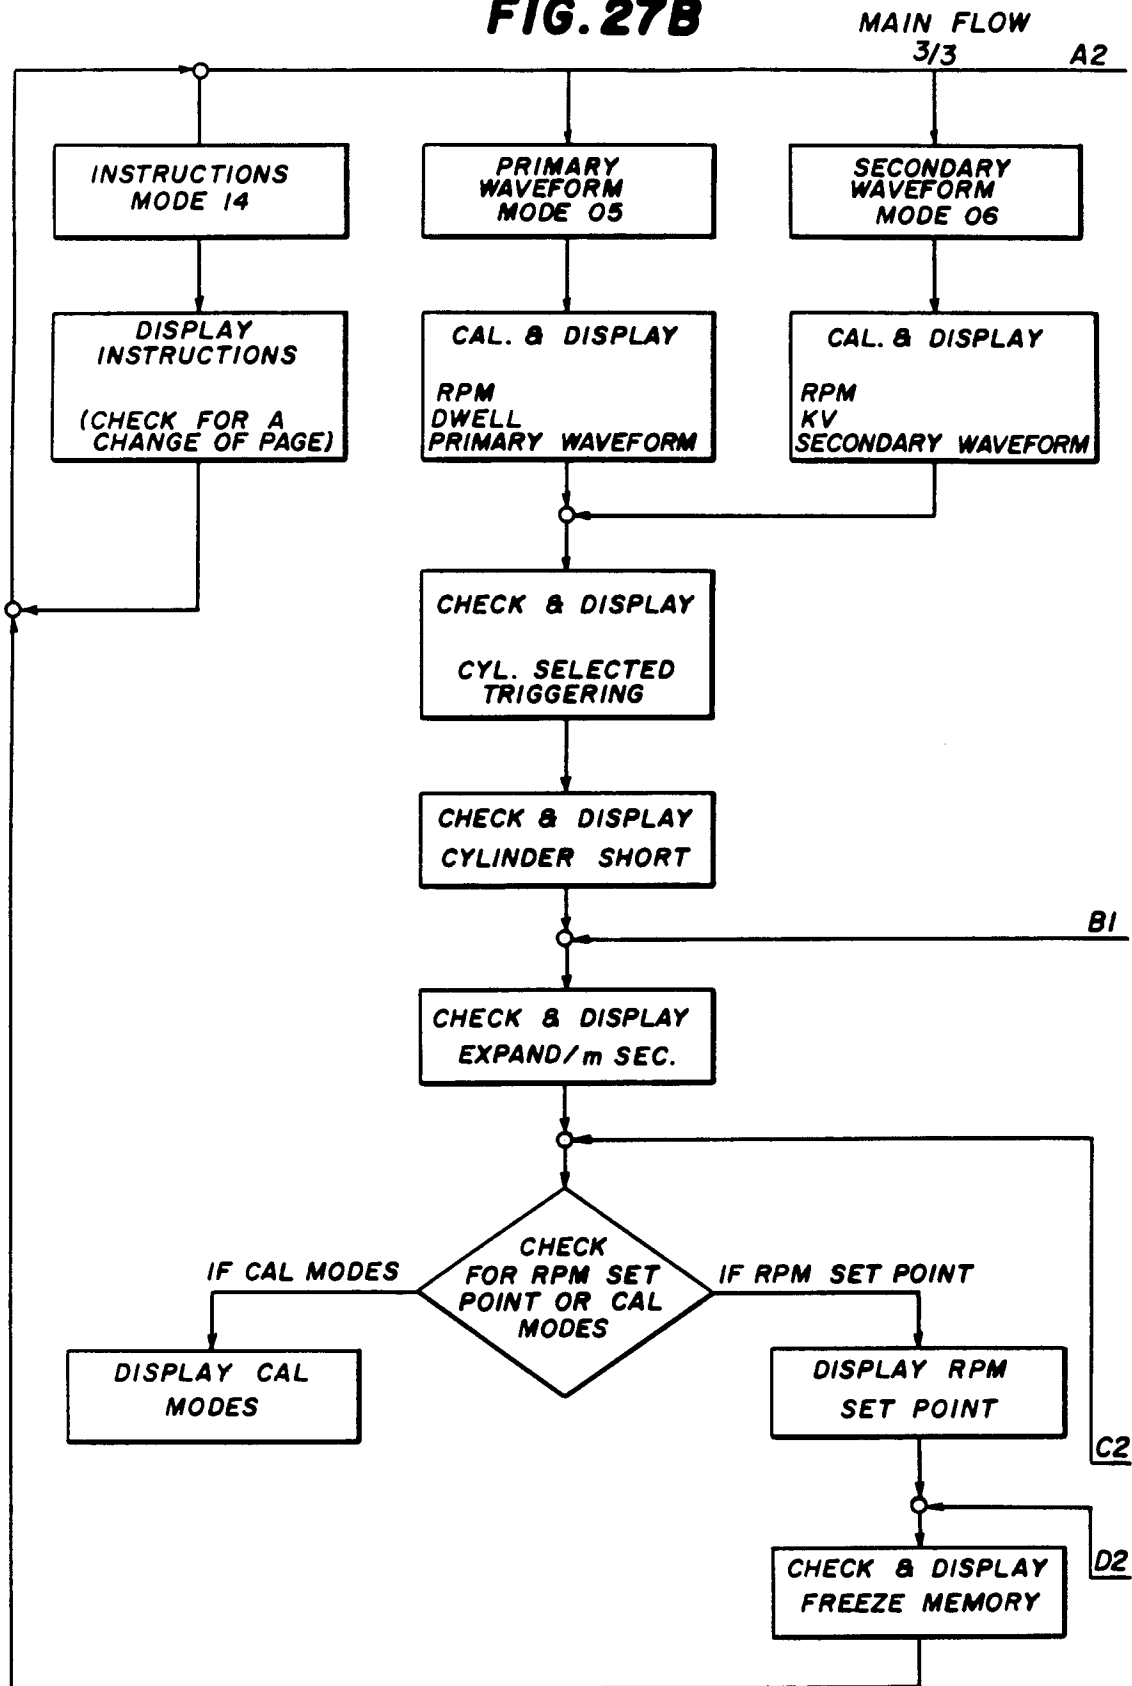 FIG. 27B
MAIN FLOW
3/3
A2
INSTRUCTIONS
MODE 14
PRIMARY
WAVEFORM
MODE 05
SECONDARY
WAVEFORM
MODE 06
DISPLAY
INSTRUCTIONS
(CHECK FOR A
CHANGE OF PAGE)
CAL. & DISPLAY
RPM
DWELL
PRIMARY WAVEFORM
CAL. & DISPLAY
RPM
KV
SECONDARY WAVEFORM
CHECK & DISPLAY
CYL. SELECTED
TRIGGERING
CHECK & DISPLAY
CYLINDER SHORT
B1
CHECK & DISPLAY
EXPAND/m SEC.
CHECK
FOR RPM SET
POINT OR CAL
MODES
IF CAL MODES
IF RPM SET POINT
DISPLAY CAL
MODES
DISPLAY RPM
SET POINT
C2
D2
CHECK & DISPLAY
FREEZE MEMORY